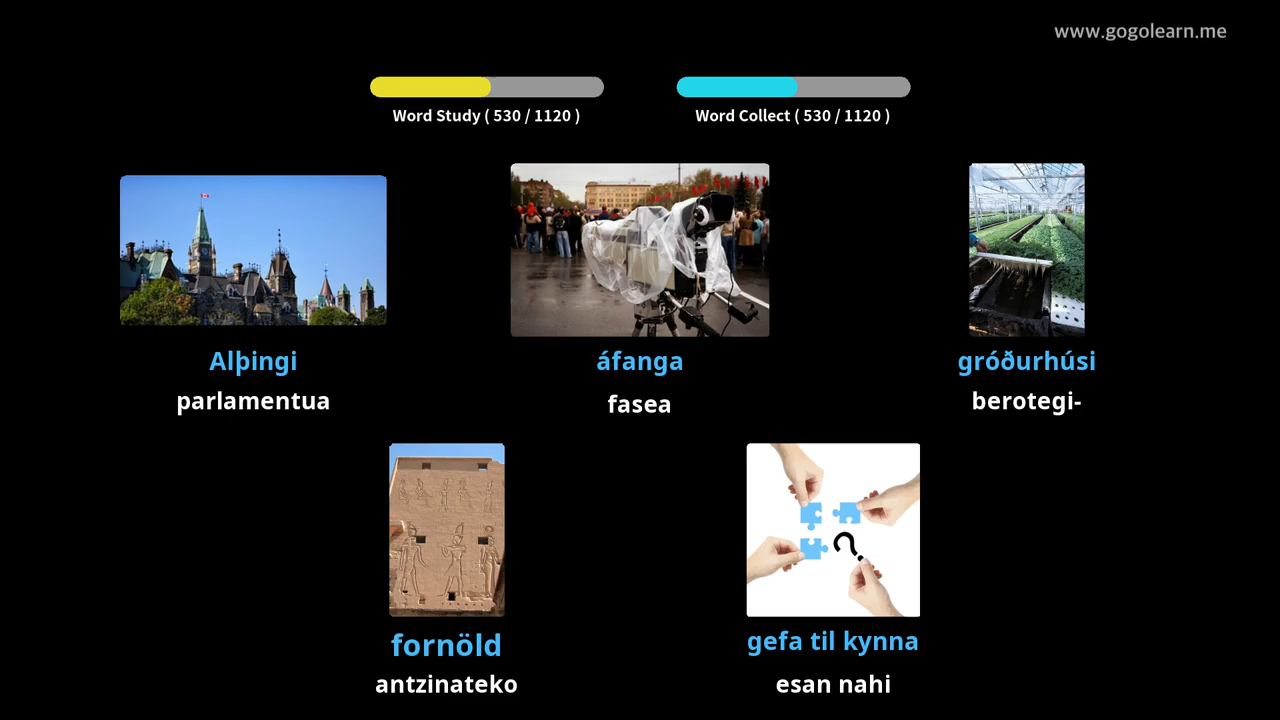 www.gogolearn.me
Word Study ( 530 / 1120 )
Word Collect ( 530 / 1120 )
Alþingi
parlamentua
áfanga
fasea
gróðurhúsi
berotegi-
fornöld
antzinateko
gefa til kynna
esan nahi